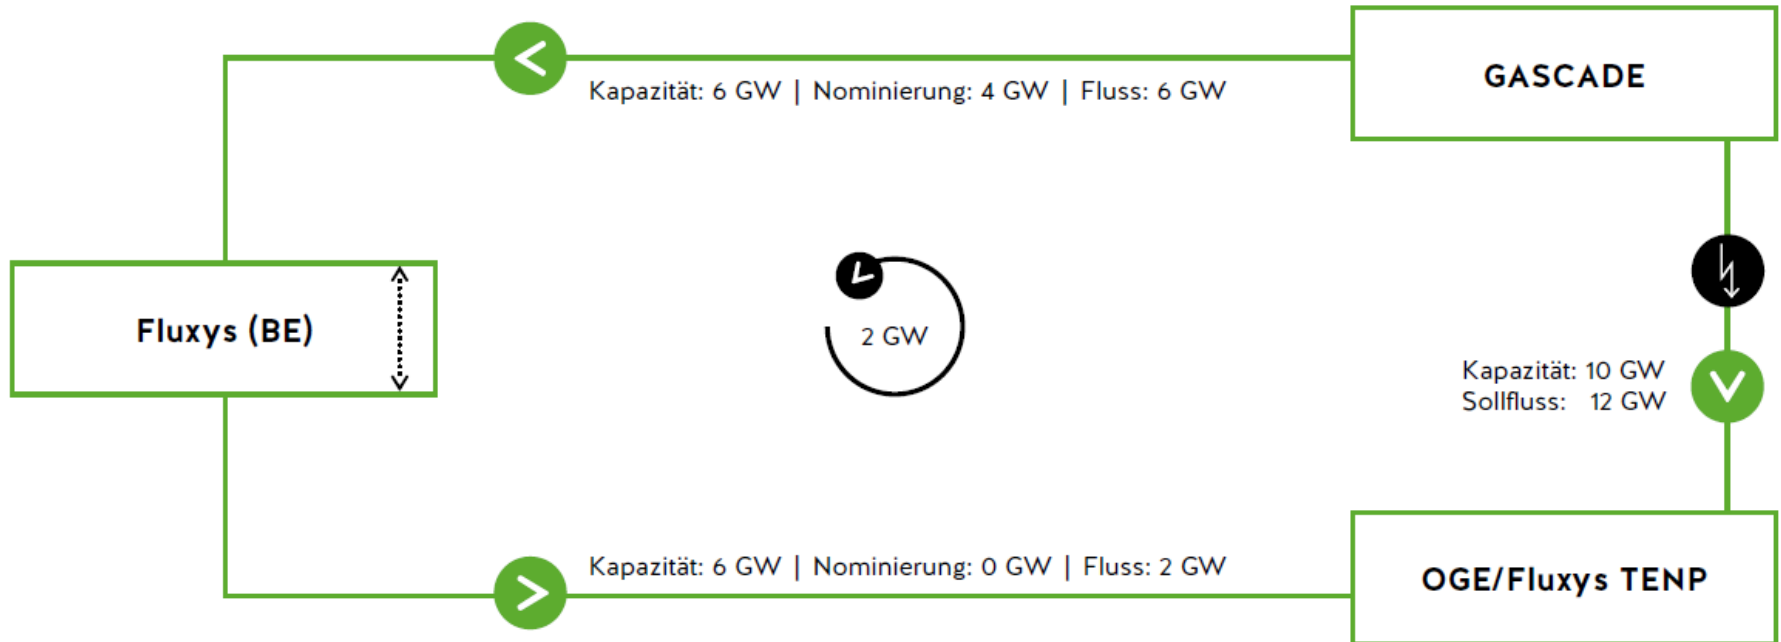 GASCADE
Kapazität: 6 GW | Nominierung: 4 GW | Fluss: 6 GW
Fluxys (BE)
2 GW
Kapazität: 10 GW
Sollfluss: 12 GW
Kapazität: 6 GW | Nominierung: 0 GW | Fluss: 2 GW
OGE/Fluxys TENP